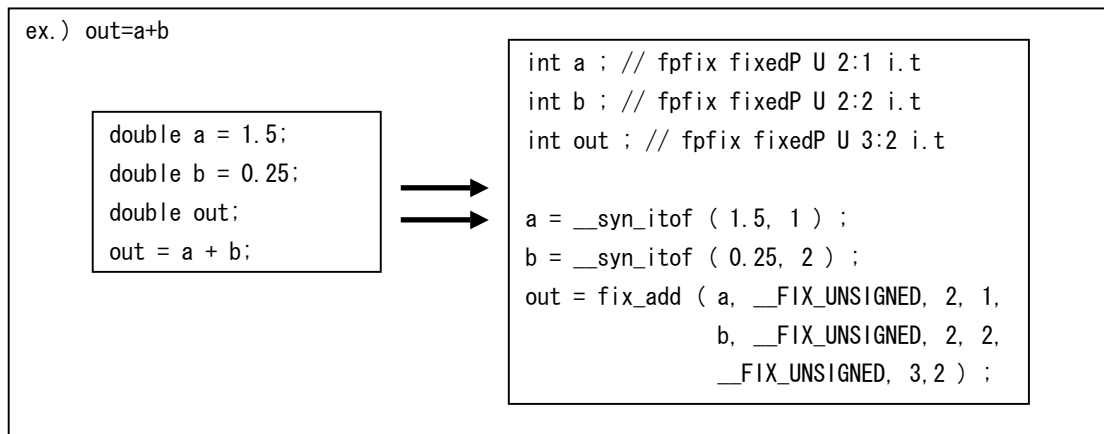 ex.) out=a+b
double a = 1.5;
double b = 0.25;
double out;
out = a + b;
int a ; // fpfix fixedP U 2:1 i.t
int b ; // fpfix fixedP U 2:2 i.t
int out ; // fpfix fixedP U 3:2 i.t
a = __syn_itof ( 1.5, 1 ) ;
b = __syn_itof ( 0.25, 2 ) ;
out = fix_add ( a, __FIX_UNSIGNED, 2, 1,
b, __FIX_UNSIGNED, 2, 2,
__FIX_UNSIGNED, 3,2 ) ;